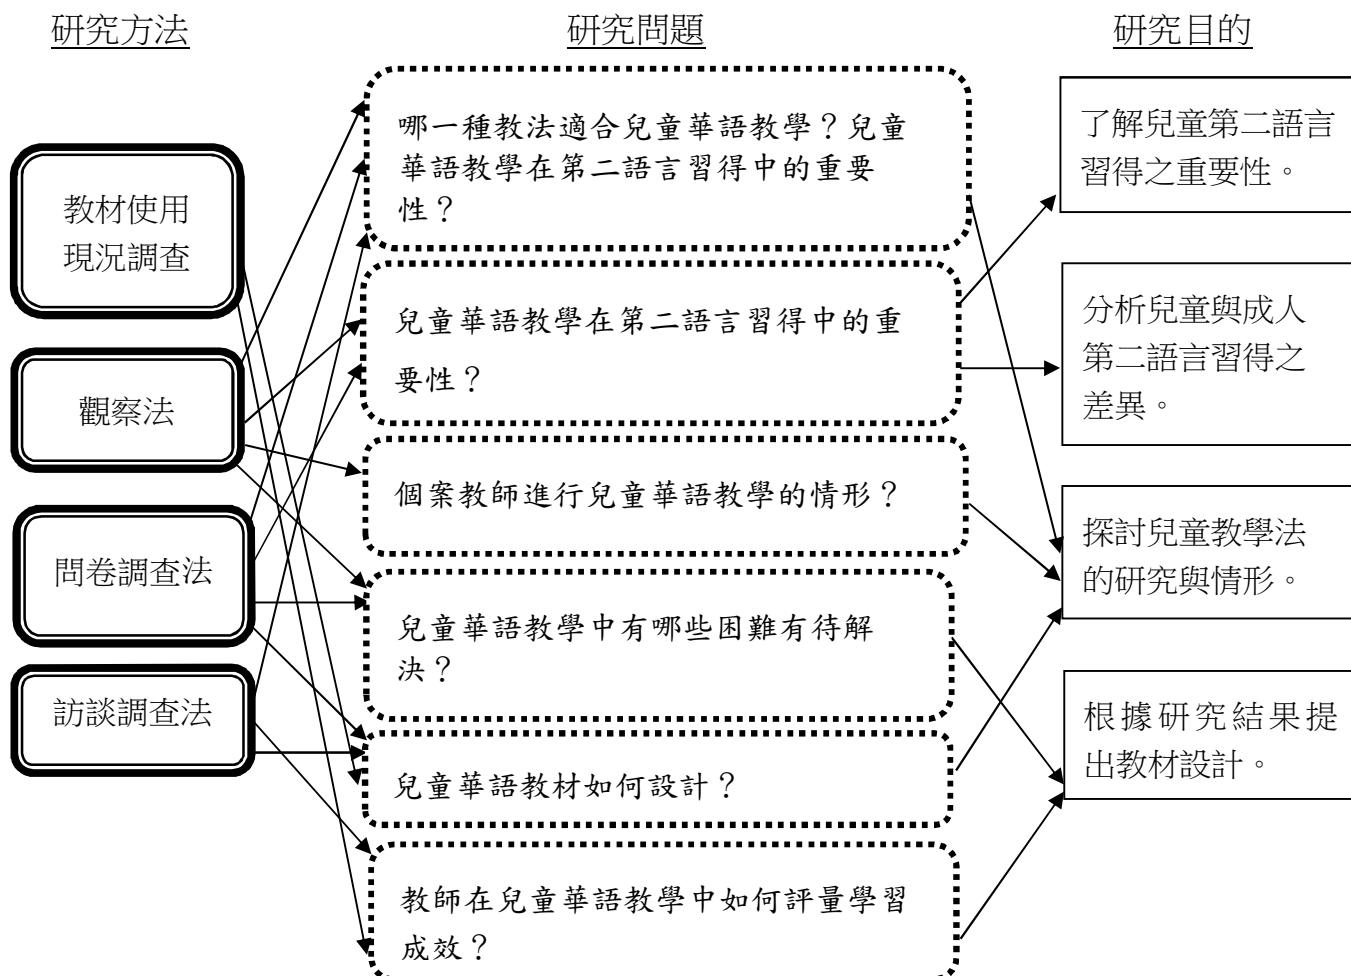 研究方法
研究問題
研究目的
教材使用
現況調查
觀察法
問卷調查法
訪談調查法
哪一種教法適合兒童華語教學？兒童
華語教學在第二語言習得中的重要
性？
兒童華語教學在第二語言習得中的重
要性？
個案教師進行兒童華語教學的情形？
兒童華語教學中有哪些困難有待解
決？
兒童華語教材如何設計？
教師在兒童華語教學中如何評量學習
成效？
了解兒童第二語言
習得之重要性。
分析兒童與成人
第二語言習得之
差異。
探討兒童教學法
的研究與情形。
根據研究結果提
出教材設計。